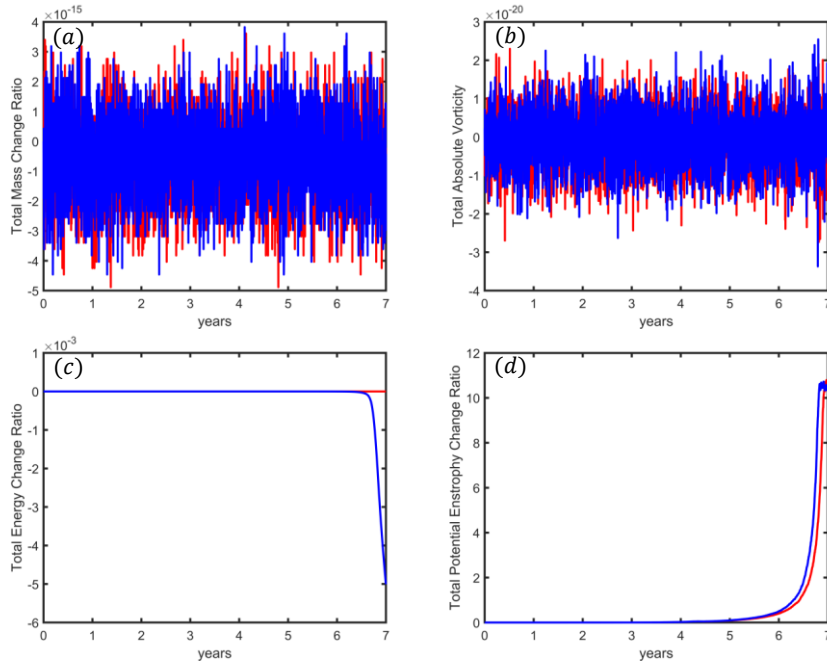 ×10-15
(a)
4
3
2
1
0
-1
-2
-3
-4
-5
Total Mass Change Ratio
0 1 2 3 4 5 6 7
years
×10-20
(b)
3
2
1
0
-1
-2
-3
-4
Total Absolute Vorticity
0 1 2 3 4 5 6 7
years
×10-3
(c)
1
0
-1
-2
-3
-4
-5
-6
Total Energy Change Ratio
0 1 2 3 4 5 6 7
years
(d)
12
10
8
6
4
2
0
Total Potential Enstrophy Change Ratio
0 1 2 3 4 5 6 7
years